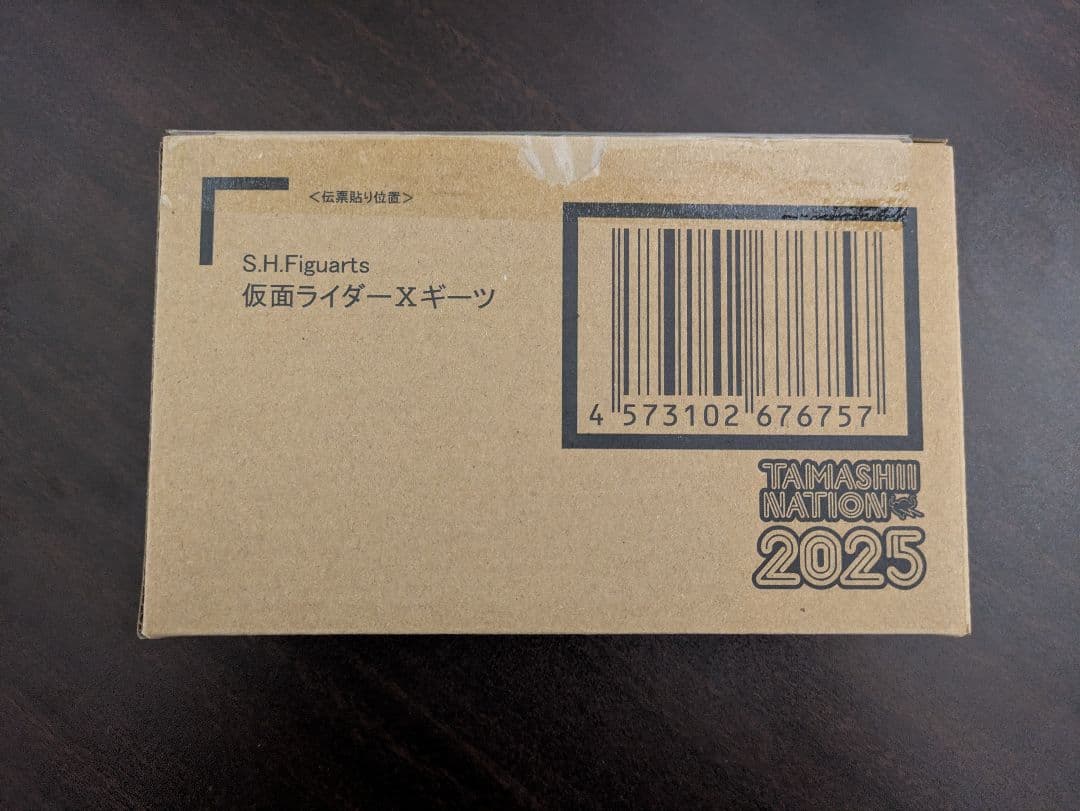 <伝票貼り位置>
S.H.Figuarts
仮面ライダーXギーツ
4 573102 676757
TAMASHII
NATION
2025